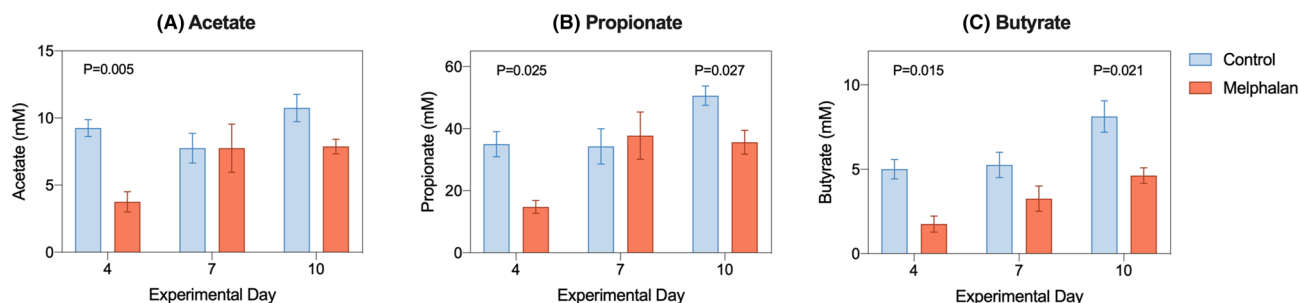 (A) Acetate
15
10
5
0
Acetate (mM)
P=0.005
4 7 10
Experimental Day
(B) Propionate
60
40
20
0
Propionate (mM)
P=0.025 P=0.027
4 7 10
Experimental Day
(C) Butyrate
10
5
0
Butyrate (mM)
P=0.015 P=0.021
4 7 10
Experimental Day
Control
Melphalan